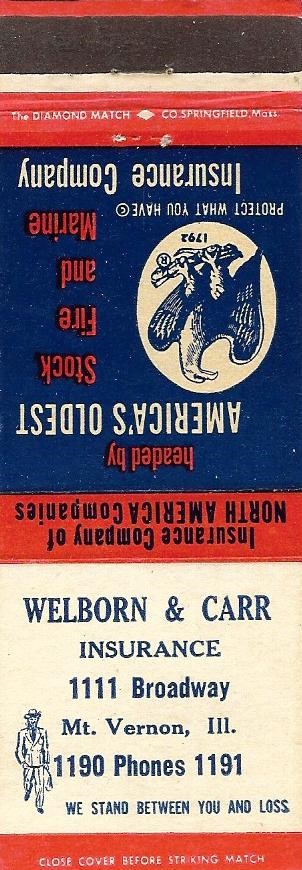 The DIAMOND MATCH CO. SPRINGFIELD, Mass.
Insurance Company of
NORTH AMERICA Companies
headed by
AMERICA'S OLDEST
Stock
Fire
and
Marine
1792
PROTECT WHAT YOU HAVE ©
Insurance Company
WELBORN & CARR
INSURANCE
1111 Broadway
Mt. Vernon, Ill.
1190 Phones 1191
WE STAND BETWEEN YOU AND LOSS
CLOSE COVER BEFORE STRIKING MATCH